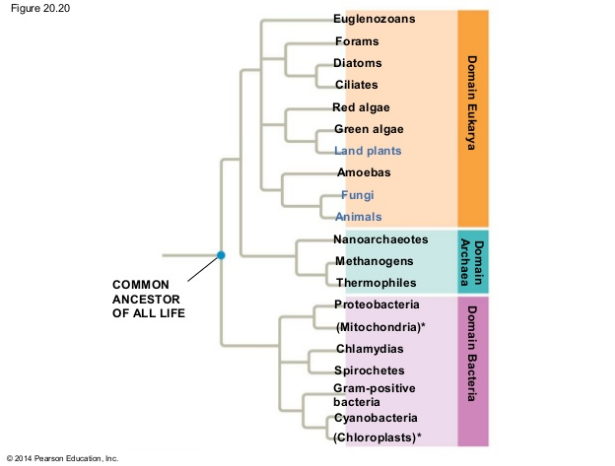 Figure 20.20
Euglenozoans
Forams
Diatoms
Ciliates
Red algae
Green algae
Land plants
Amoebas
Fungi
Animals
Domain Eukarya
Nanoarchaeotes
Methanogens
Thermophiles
Domain
Archaea
COMMON
ANCESTOR
OF ALL LIFE
Proteobacteria
(Mitochondria)*
Chlamydias
Spirochetes
Gram-positive
bacteria
Cyanobacteria
(Chloroplasts)*
Domain Bacteria
© 2014 Pearson Education, Inc.